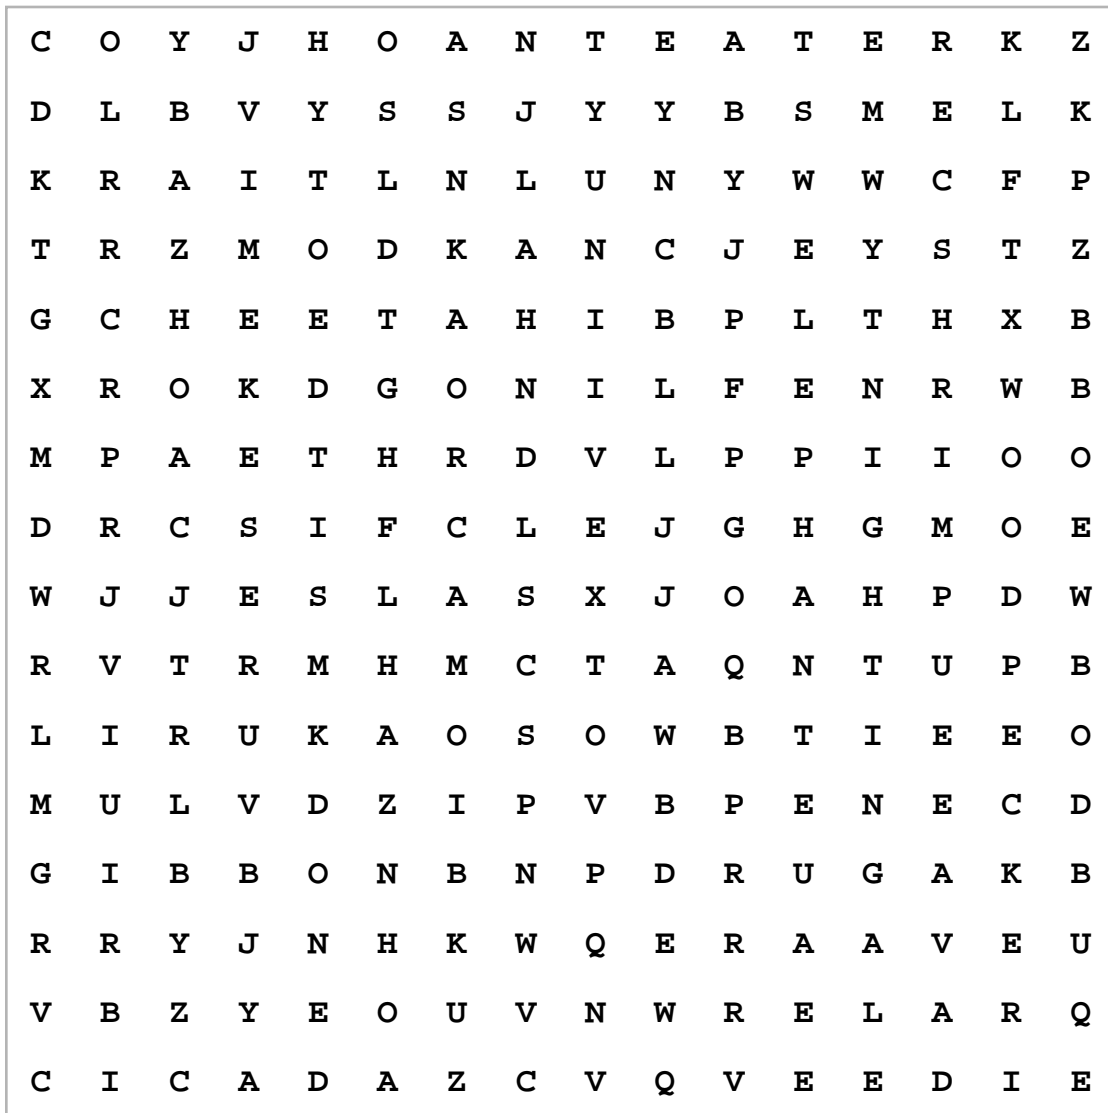 C O Y J H O A N T E A T E R K Z
D L B V Y S S J Y Y B S M E L K
K R A I T L N L U N Y W W C F P
T R Z M O D K A N C J E Y S T Z
G C H E E T A H I B P L T H X B
X R O K D G O N I L F E N R W B
M P A E T H R D V L P P I I O O
D R C S I F C L E J G H G M O E
W J J E S L A S X J O A H P D W
R V T R M H M C T A Q N T U P B
L I R U K A O S O W B T I E E O
M U L V D Z I P V B P E N E C D
G I B B O N B N P D R U G A K B
R R Y J N H K W Q E R A A V E U
V B Z Y E O U V N W R E L A R Q
C I C A D A Z C V Q V E E D I E